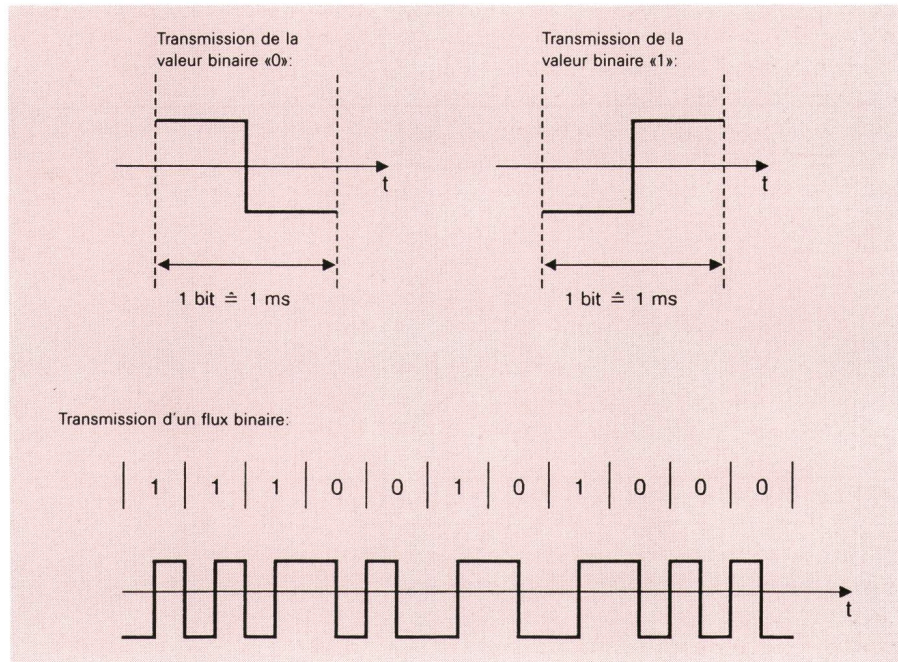 Transmission de la
valeur binaire «0»:
t
1 bit ≙ 1 ms
Transmission de la
valeur binaire «1»:
t
1 bit ≙ 1 ms
Transmission d'un flux binaire:
| 1 | 1 | 1 | 0 | 0 | 1 | 0 | 1 | 0 | 0 | 0 |
t